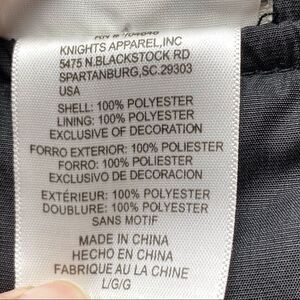 KNIGHTS APPAREL,INC
5475 N.BLACKSTOCK RD
SPARTANBURG,SC.29303
USA
SHELL: 100% POLYESTER
LINING: 100% POLYESTER
EXCLUSIVE OF DECORATION
FORRO EXTERIOR: 100% POLIESTER
FORRO: 100% POLIESTER
EXCLUSIVO DE DECORACION
EXTÉRIEUR: 100% POLYESTER
DOUBLURE: 100% POLYESTER
SANS MOTIF
MADE IN CHINA
HECHO EN CHINA
FABRIQUE AU LA CHINE
L/G/G